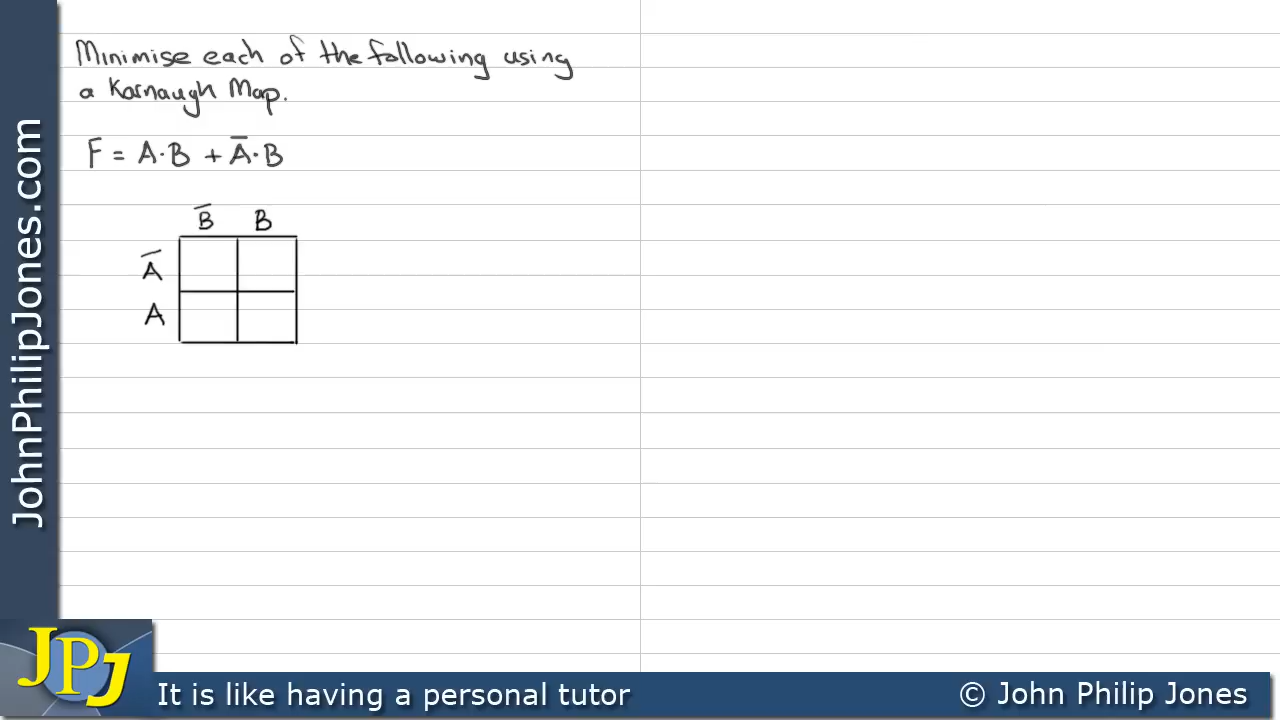 Minimise each of the following using
a Karnaugh Map.
F = A·B + A̅·B
B̅ B
A̅
A
JohnPhilipJones.com
JPJ
It is like having a personal tutor
© John Philip Jones